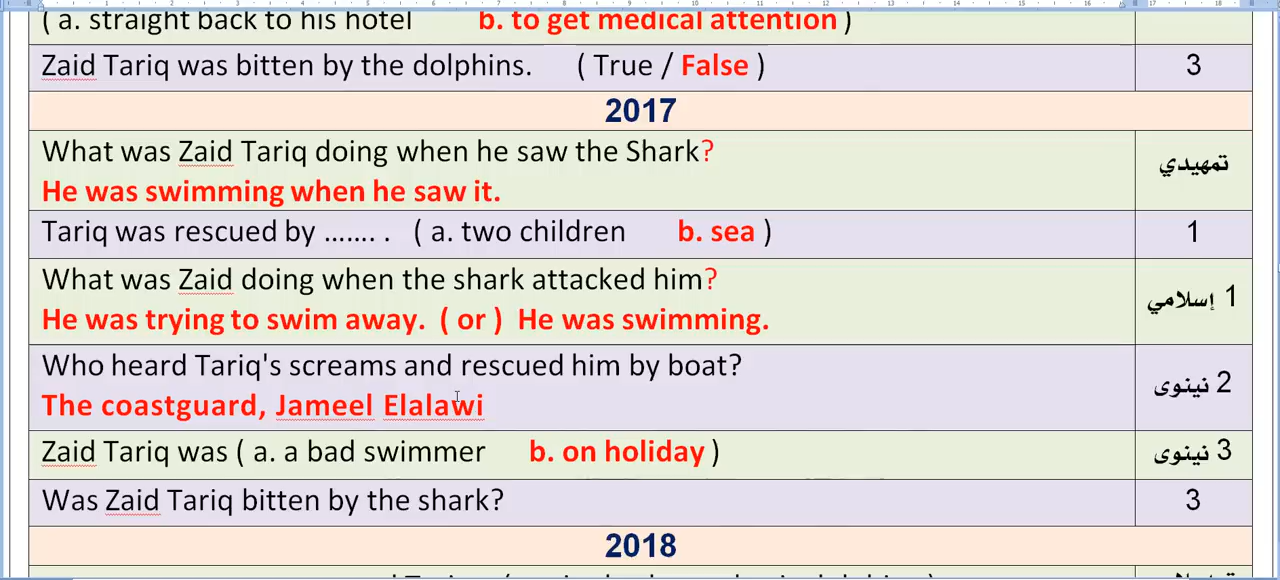 ( a. straight back to his hotel b. to get medical attention )
Zaid Tariq was bitten by the dolphins. ( True / False ) 3
2017
What was Zaid Tariq doing when he saw the Shark? تمهيدي
He was swimming when he saw it.
Tariq was rescued by ....... . ( a. two children b. sea ) 1
What was Zaid doing when the shark attacked him? 1 إسلامي
He was trying to swim away. ( or ) He was swimming.
Who heard Tariq's screams and rescued him by boat? 2 نينوى
The coastguard, Jameel Elalawi
Zaid Tariq was ( a. a bad swimmer b. on holiday ) 3 نينوى
Was Zaid Tariq bitten by the shark? 3
2018